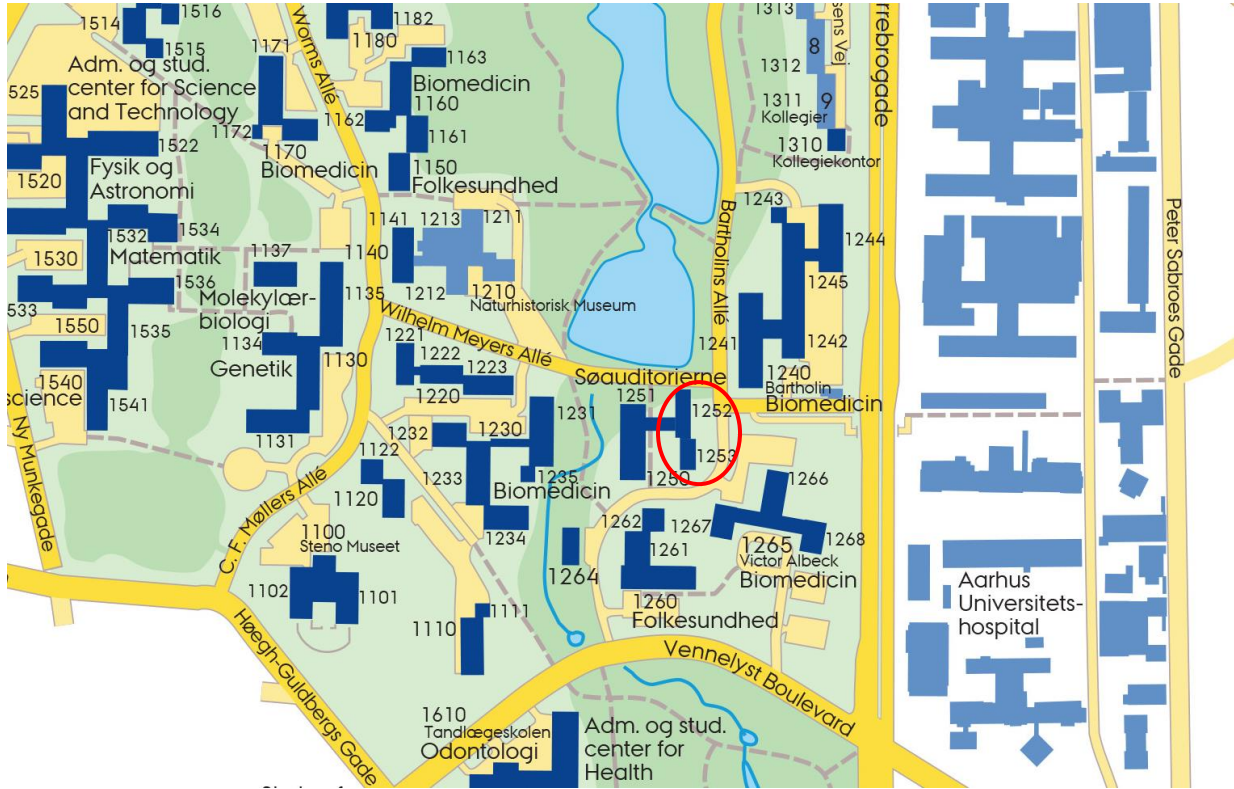 1514
1516
1515
Adm. og stud.
center for Science
and Technology
1171
1172
1170
Biomedicin
Worms Allé
1182
1180
1163
Biomedicin
1160
1162
1161
1150
Folkesundhed
1313
8
1312
1311
9
Kollegier
1310
Kollegiekontor
sens Vej
rrebrogade
Peter Sabroes Gade
525
1522
Fysik og
Astronomi
1520
1532
1534
Matematik
1530
1536
533
1550
1535
1540
science
1541
Ny Munkegade
1137
1140
1135
Molekylær-
biologi
1134
Genetik
1130
1131
1141
1213
1211
1212
1210
Naturhistorisk Museum
Wilhelm Meyers Allé
Bartholins Allé
1243
1244
1245
1241
1242
1240
Bartholin
Biomedicin
Søauditorierne
1221
1222
1223
1220
1251
1252
1253
1250
1231
1232
1230
1233
1235
Biomedicin
1234
1122
1120
C. F. Møllers Allé
1100
Steno Museet
1102
1101
1111
1110
1262
1267
1266
1261
1264
1265
1268
Victor Albeck
Biomedicin
1260
Folkesundhed
Aarhus
Universitets-
hospital
Høegh-Guldbergs Gade
Vennelyst Boulevard
1610
Tandlægeskolen
Odontologi
Adm. og stud.
center for
Health